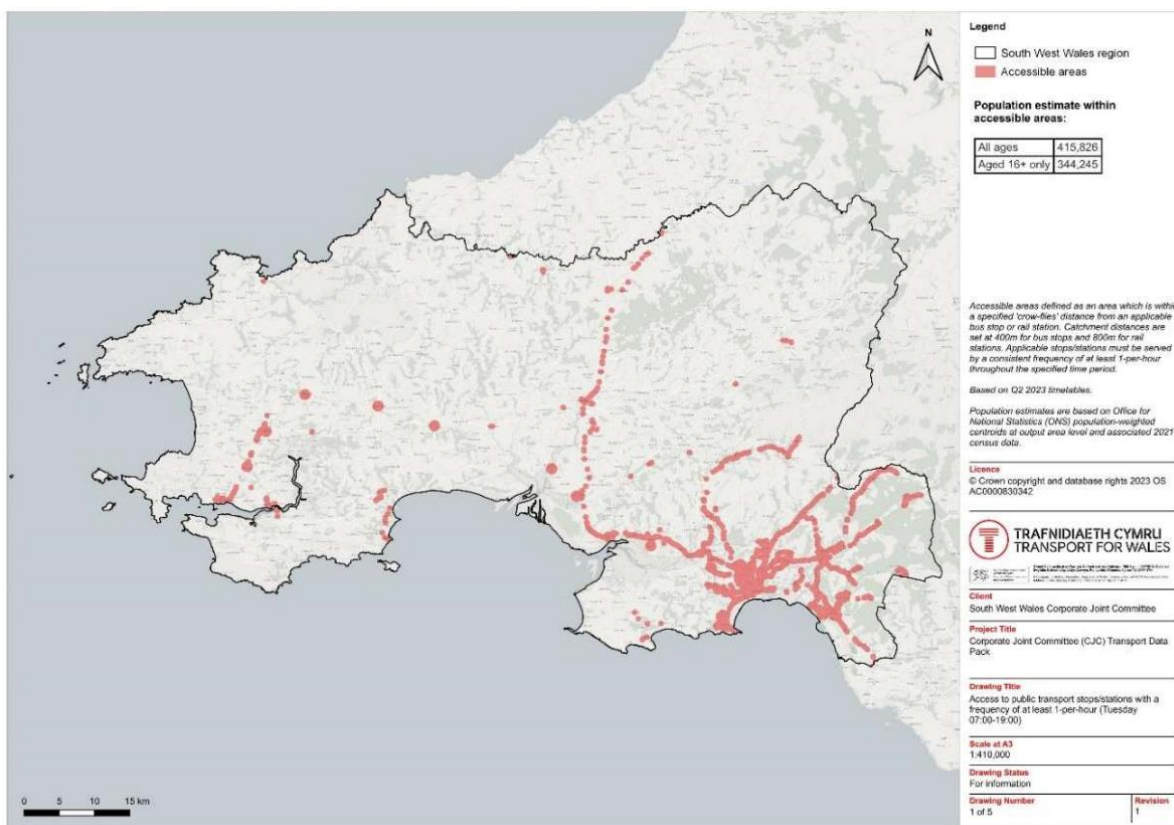 N
0 5 10 15 km
Legend
South West Wales region
Accessible areas
Population estimate within
accessible areas:
All ages 415,826
Aged 16+ only 344,245
Accessible areas defined as an area which is within
a specified 'crow-flies' distance from an applicable
bus stop or rail station. Catchment distances are
set at 400m for bus stops and 800m for rail
stations. Applicable stops/stations must be served
by a consistent frequency of at least 1-per-hour
throughout the specified time period.
Based on Q2 2023 timetables.
Population estimates are based on Office for
National Statistics (ONS) population-weighted
centroids at output area level and associated 2021
census data.
Licence
© Crown copyright and database rights 2023 OS
AC0000830342
TRAFNIDIAETH CYMRU
TRANSPORT FOR WALES
Client
South West Wales Corporate Joint Committee
Project Title
Corporate Joint Committee (CJC) Transport Data
Pack
Drawing Title
Access to public transport stops/stations with a
frequency of at least 1-per-hour (Tuesday
07:00-19:00)
Scale at A3
1:410,000
Drawing Status
For information
Drawing Number
1 of 5
Revision
1